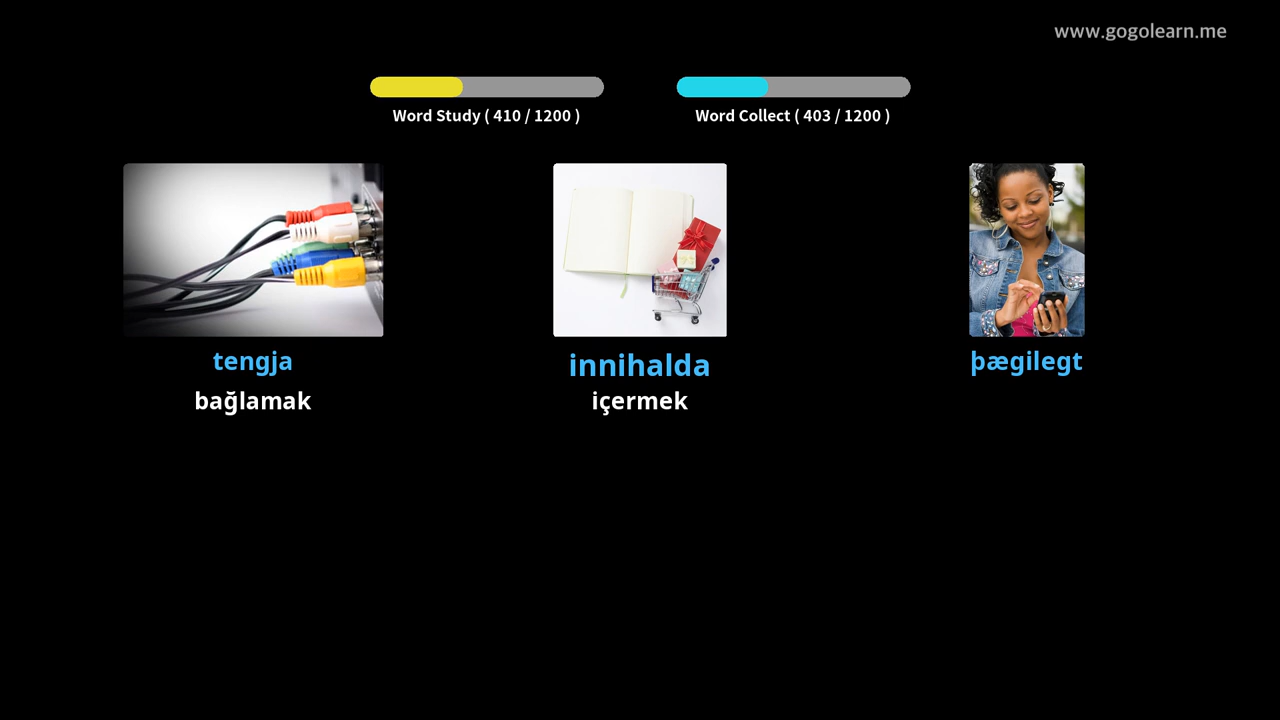 www.gogolearn.me
Word Study ( 410 / 1200 )
Word Collect ( 403 / 1200 )
tengja
bağlamak
innihalda
içermek
þægilegt